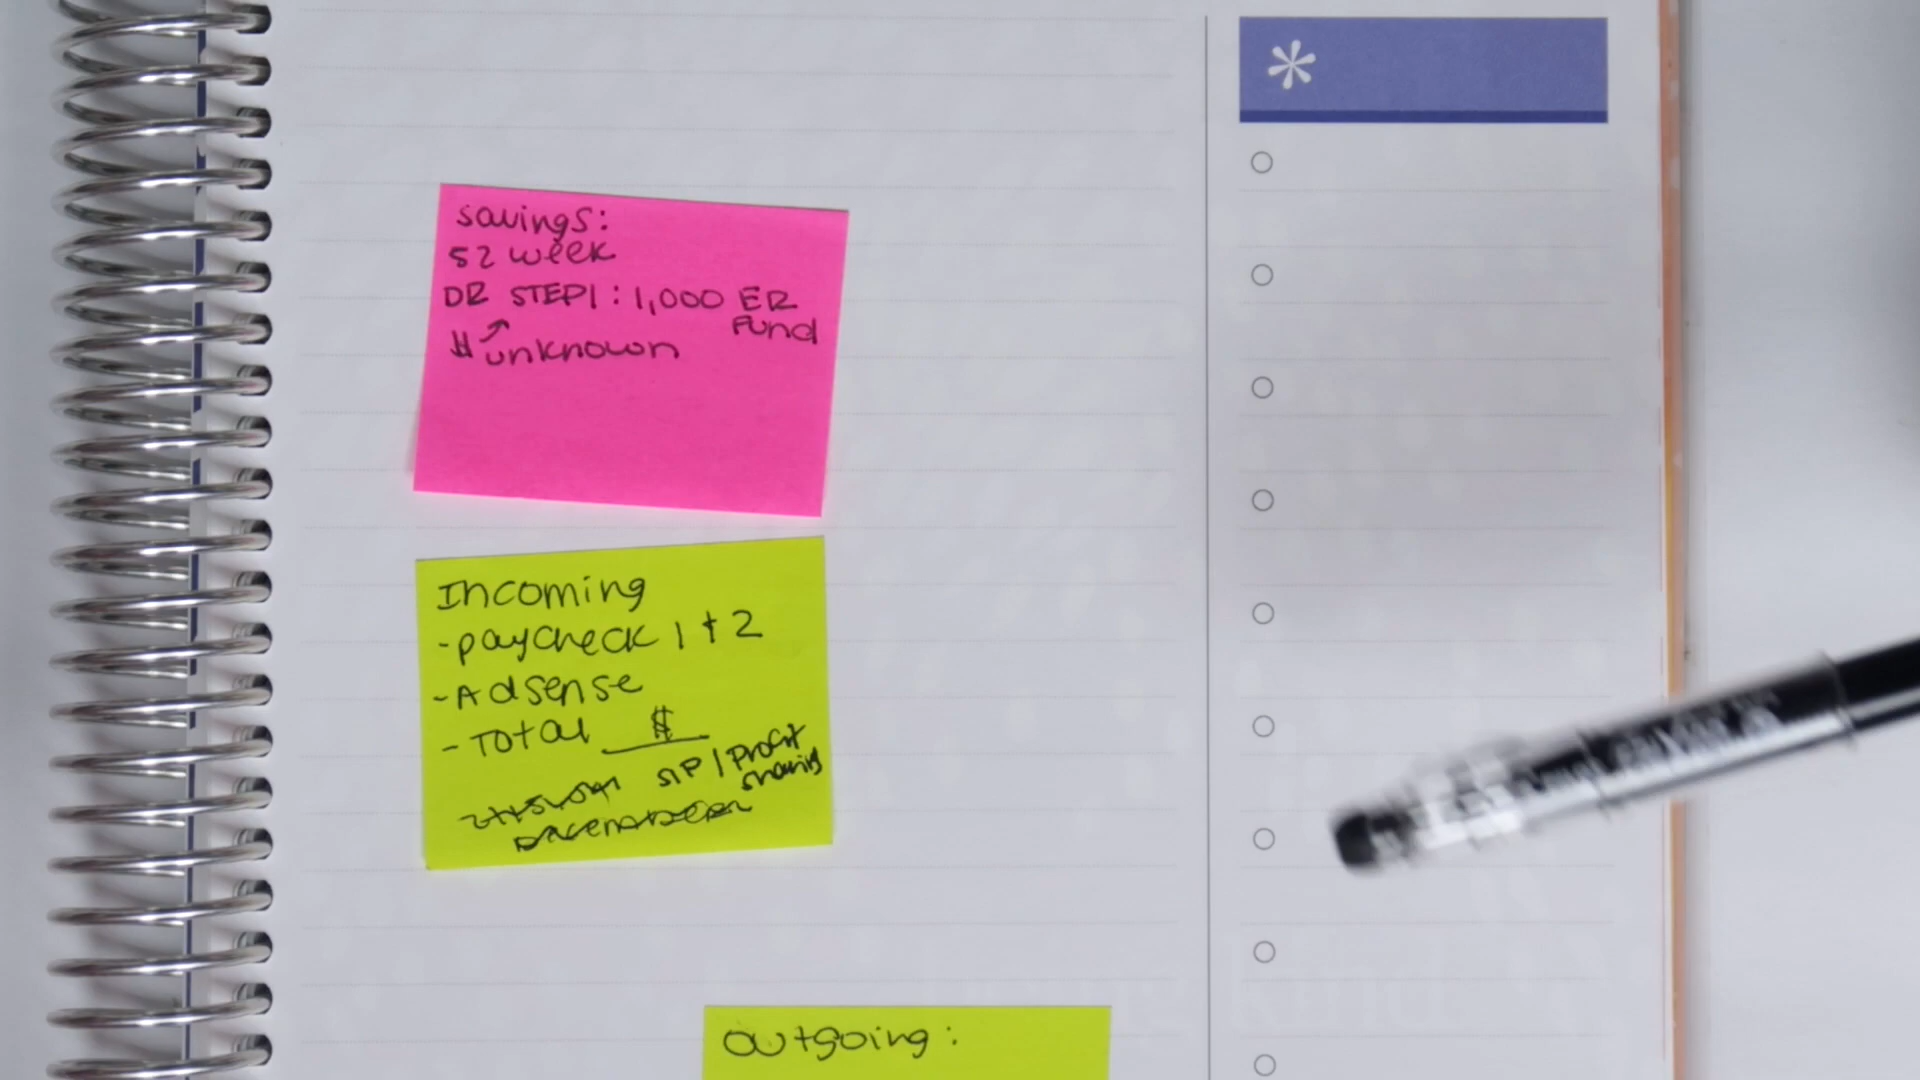 savings:
52 week
DR STEP1 : 1,000 ER
Fund
$ unknown
Incoming
- paycheck 1 + 2
- Adsense
- Total $
SIP / Profit
sharing
outgoing :